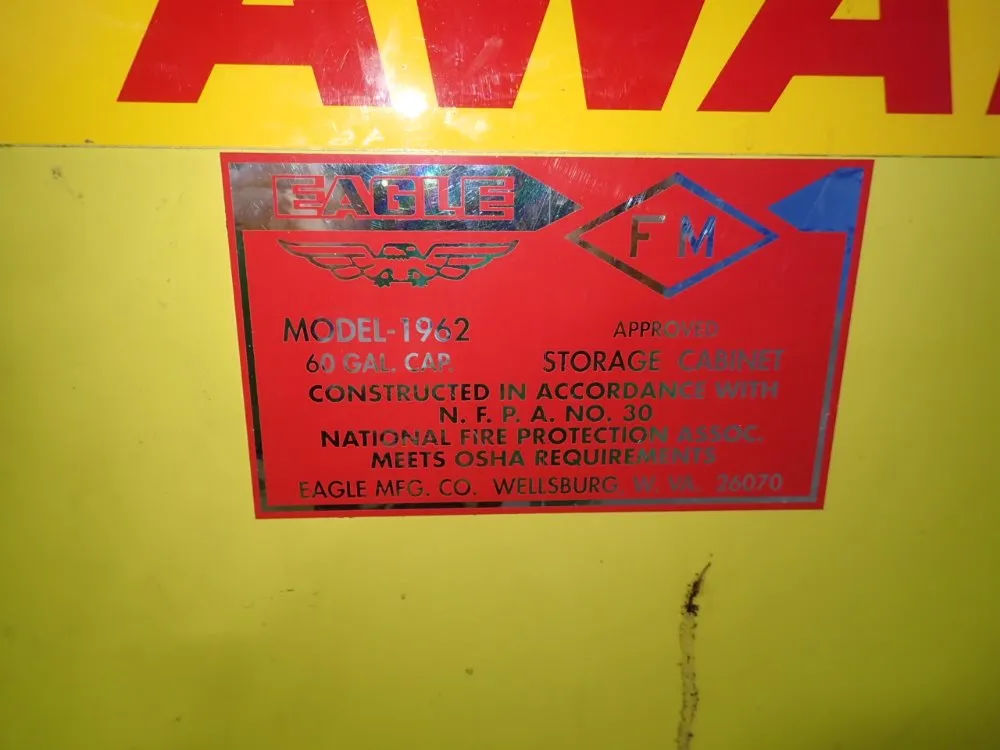 AWA
EAGLE
F M
MODEL-1962
60 GAL. CAP.
APPROVED
STORAGE CABINET
CONSTRUCTED IN ACCORDANCE WITH
N. F. P. A. NO. 30
NATIONAL FIRE PROTECTION ASSOC.
MEETS OSHA REQUIREMENTS
EAGLE MFG. CO. WELLSBURG W. VA. 26070